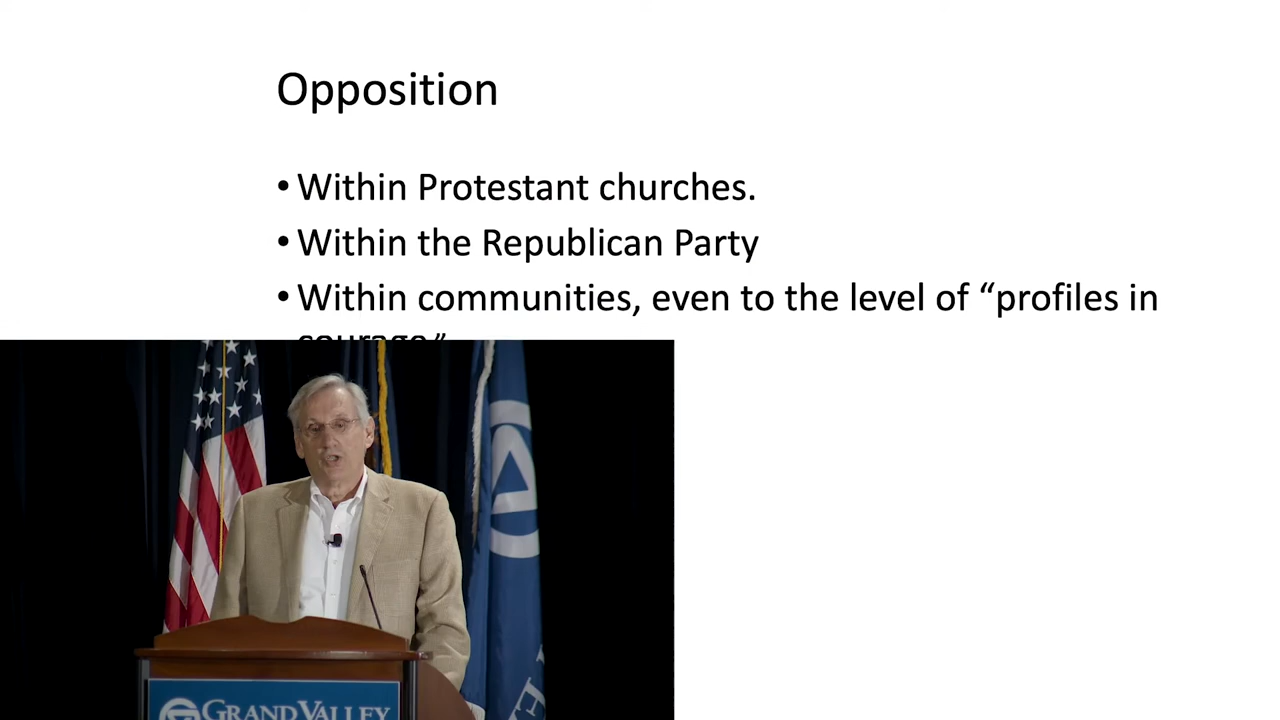 Opposition
• Within Protestant churches.
• Within the Republican Party
• Within communities, even to the level of “profiles in
courage”
GRAND VALLEY